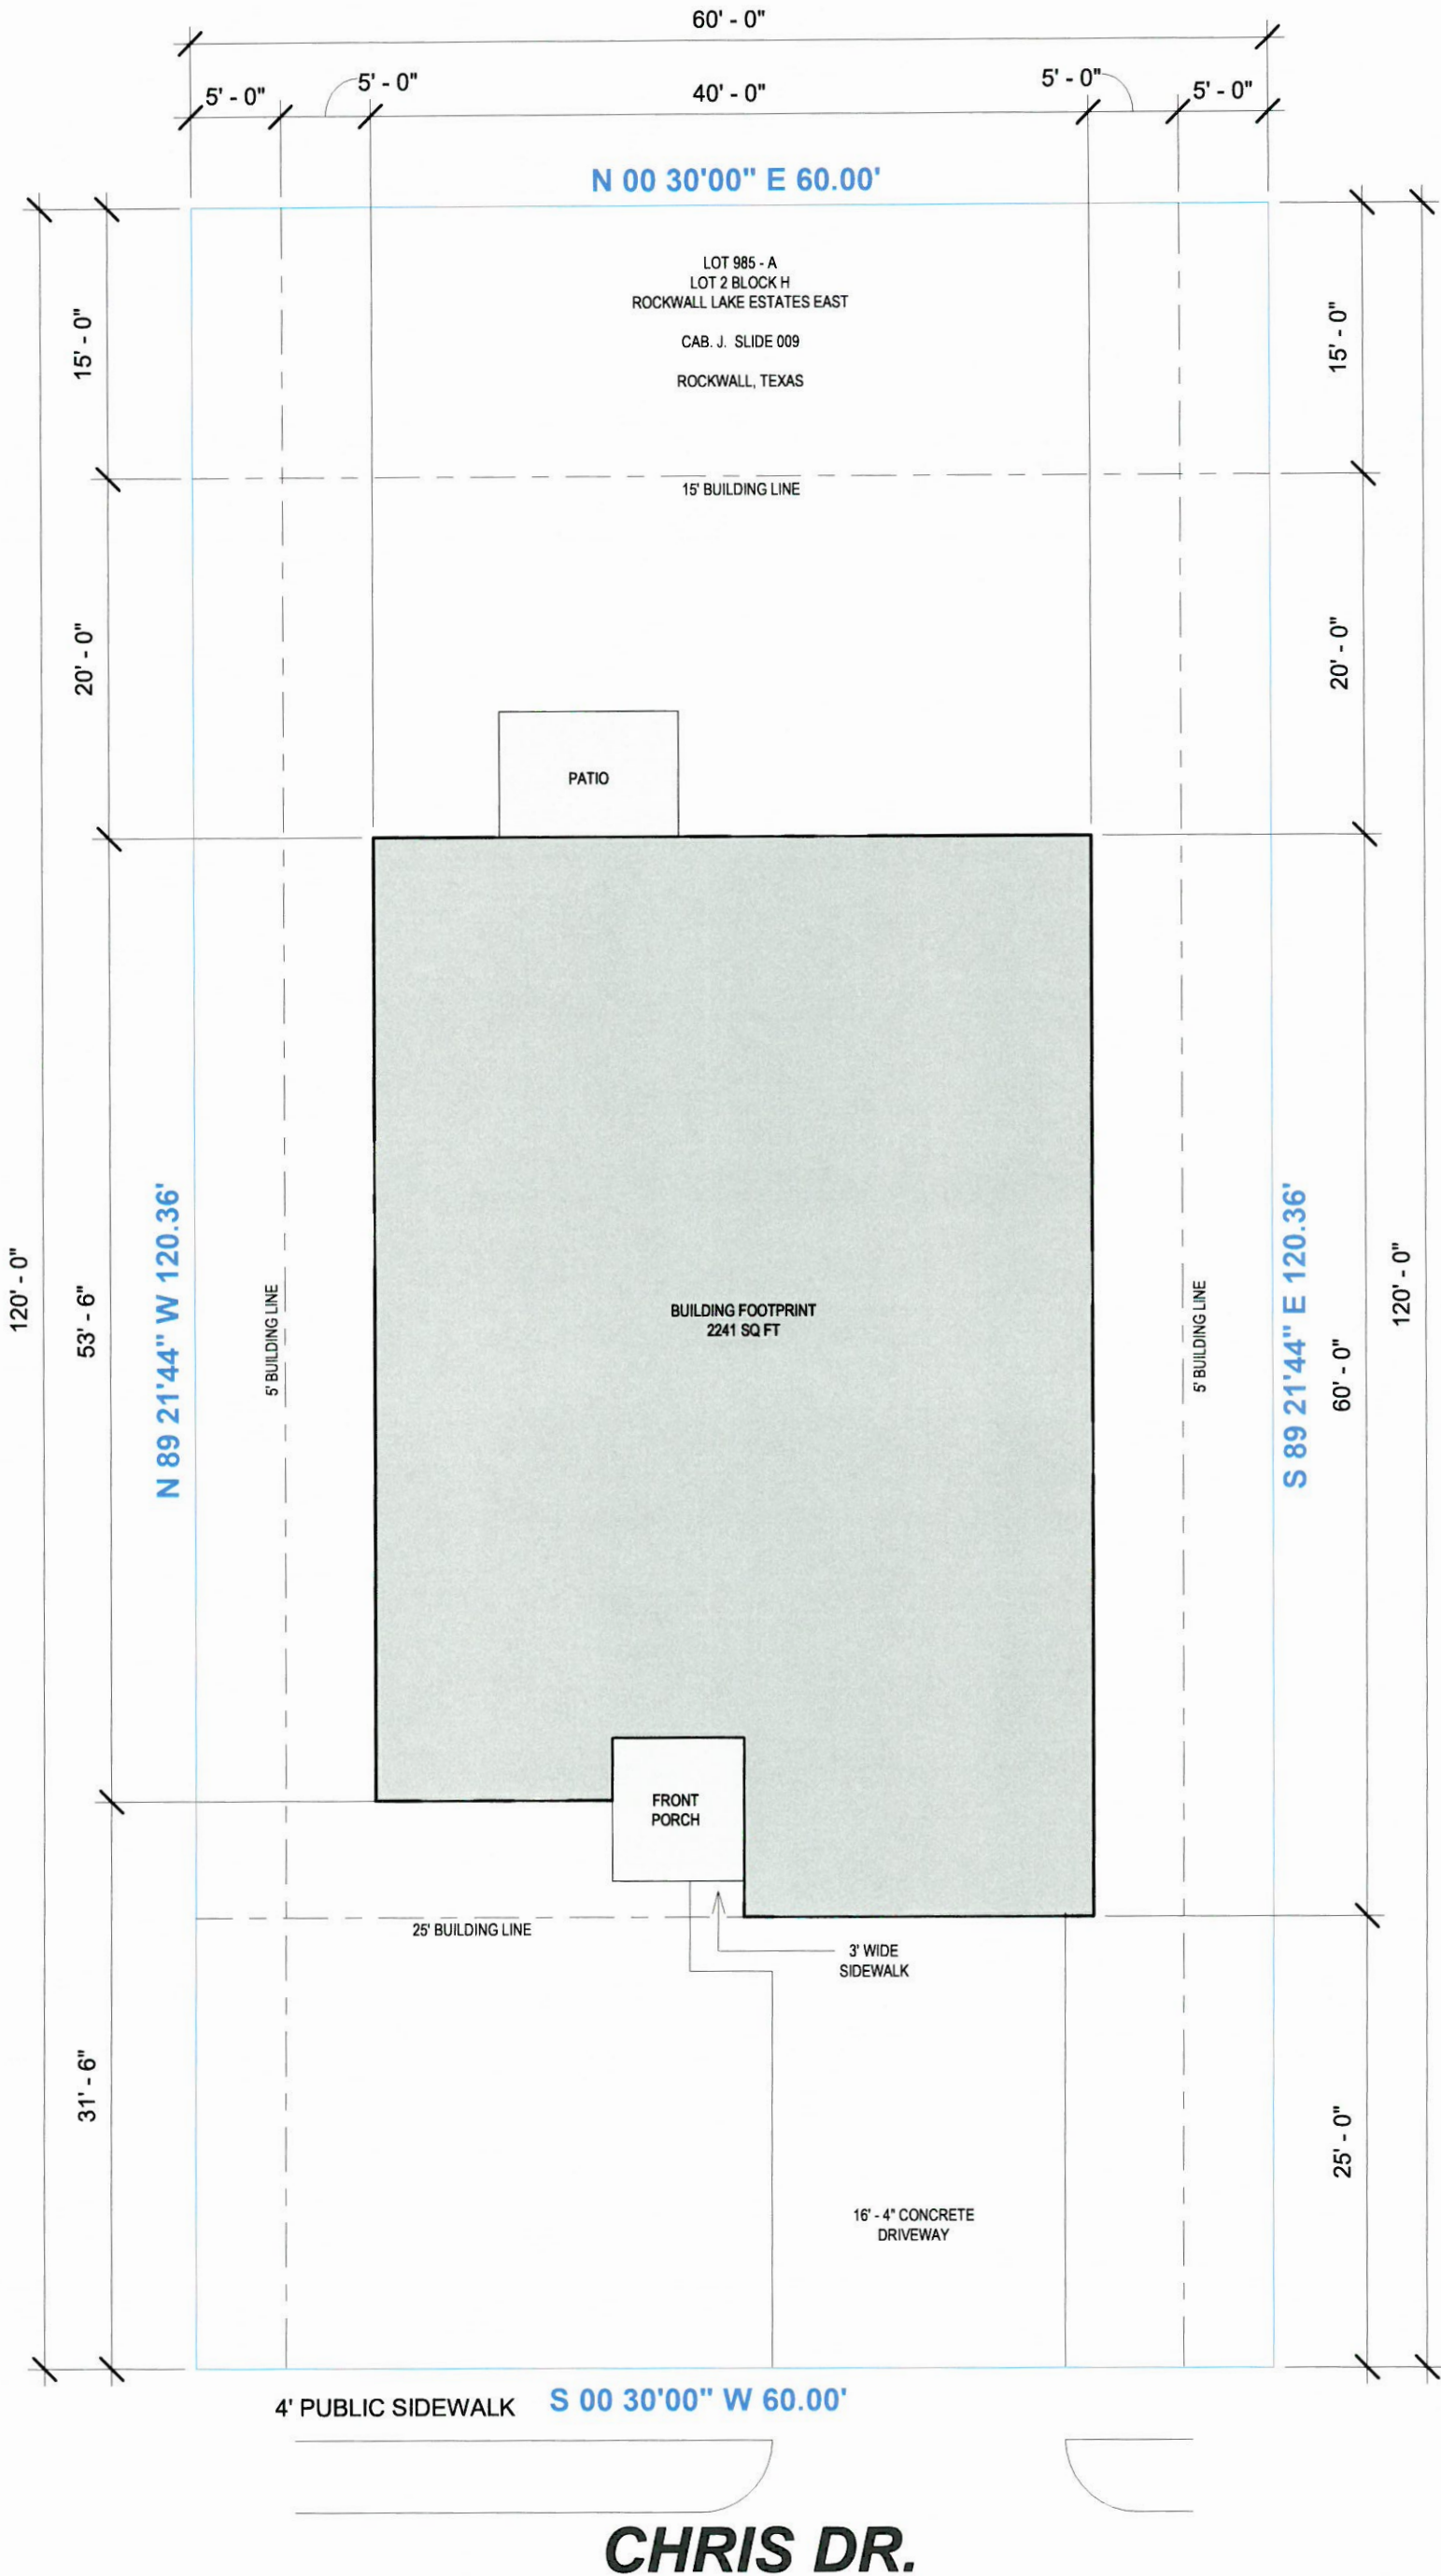 60' - 0"
5' - 0"
5' - 0"
40' - 0"
5' - 0"
5' - 0"
N 00 30'00" E 60.00'
LOT 985 - A
LOT 2 BLOCK H
ROCKWALL LAKE ESTATES EAST
CAB. J. SLIDE 009
ROCKWALL, TEXAS
15' - 0"
15' - 0"
15' BUILDING LINE
20' - 0"
20' - 0"
PATIO
120' - 0"
53' - 6"
N 89 21'44" W 120.36'
5' BUILDING LINE
BUILDING FOOTPRINT
2241 SQ FT
5' BUILDING LINE
S 89 21'44" E 120.36'
60' - 0"
120' - 0"
FRONT
PORCH
25' BUILDING LINE
3' WIDE
SIDEWALK
31' - 6"
25' - 0"
16' - 4" CONCRETE
DRIVEWAY
4' PUBLIC SIDEWALK
S 00 30'00" W 60.00'
CHRIS DR.